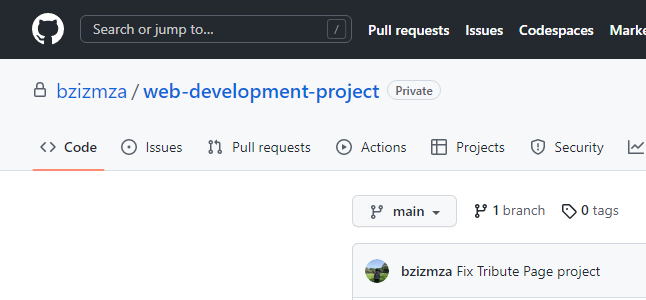 Search or jump to... / Pull requests Issues Codespaces Marke
bzizmza / web-development-project Private
Code Issues Pull requests Actions Projects Security
main 1 branch 0 tags
bzizmza Fix Tribute Page project